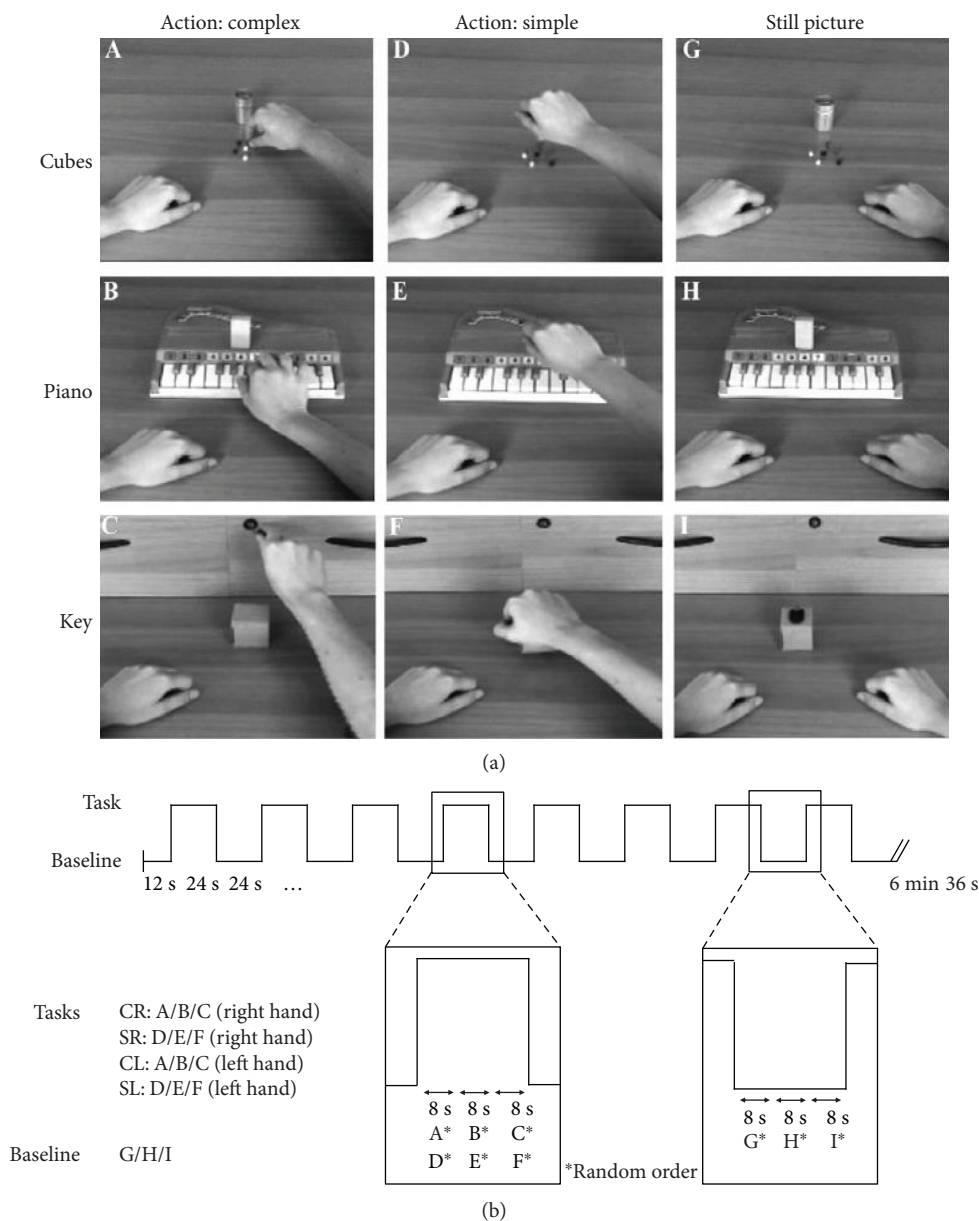 Action: complex
Action: simple
Still picture
A
D
G
Cubes
B
E
H
Piano
C
F
I
Key
(a)
Task
Baseline
12 s 24 s 24 s … 6 min 36 s
Tasks
CR: A/B/C (right hand)
SR: D/E/F (right hand)
CL: A/B/C (left hand)
SL: D/E/F (left hand)
Baseline
G/H/I
8 s 8 s 8 s
A* B* C*
D* E* F*
*Random order
8 s 8 s 8 s
G* H* I*
(b)